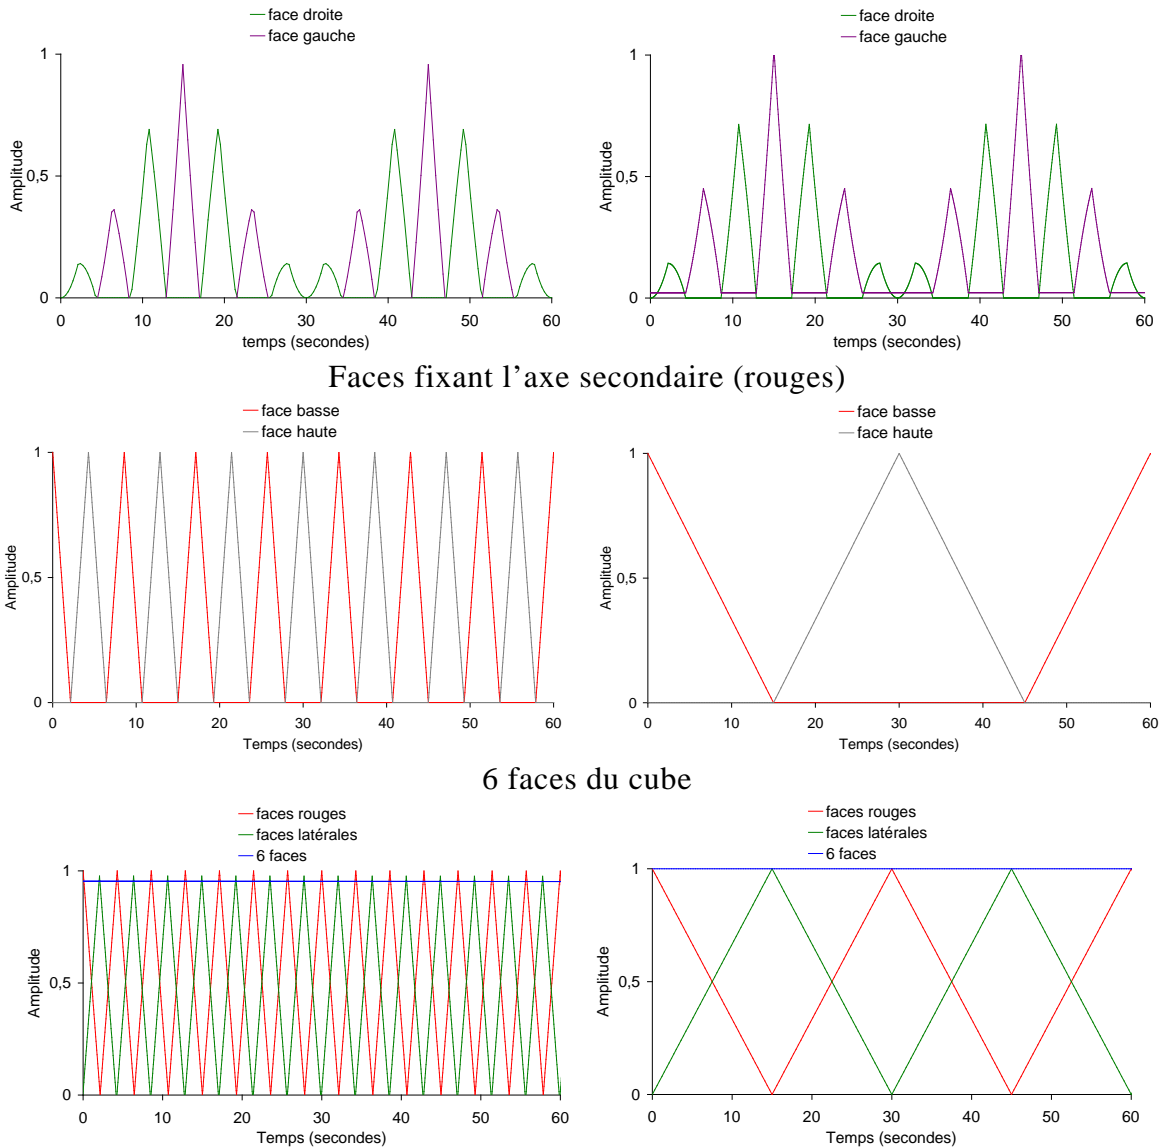 face droite
face gauche
1
0,5
0
Amplitude
0 10 20 30 40 50 60
temps (secondes)
face droite
face gauche
1
0,5
0
Amplitude
0 10 20 30 40 50 60
temps (secondes)
Faces fixant l’axe secondaire (rouges)
face basse
face haute
1
0,5
0
Amplitude
0 10 20 30 40 50 60
Temps (secondes)
face basse
face haute
1
0,5
0
Amplitude
0 10 20 30 40 50 60
Temps (secondes)
6 faces du cube
faces rouges
faces latérales
6 faces
1
0,5
0
Amplitude
0 10 20 30 40 50 60
Temps (secondes)
faces rouges
faces latérales
6 faces
1
0,5
0
Amplitude
0 10 20 30 40 50 60
Temps (secondes)